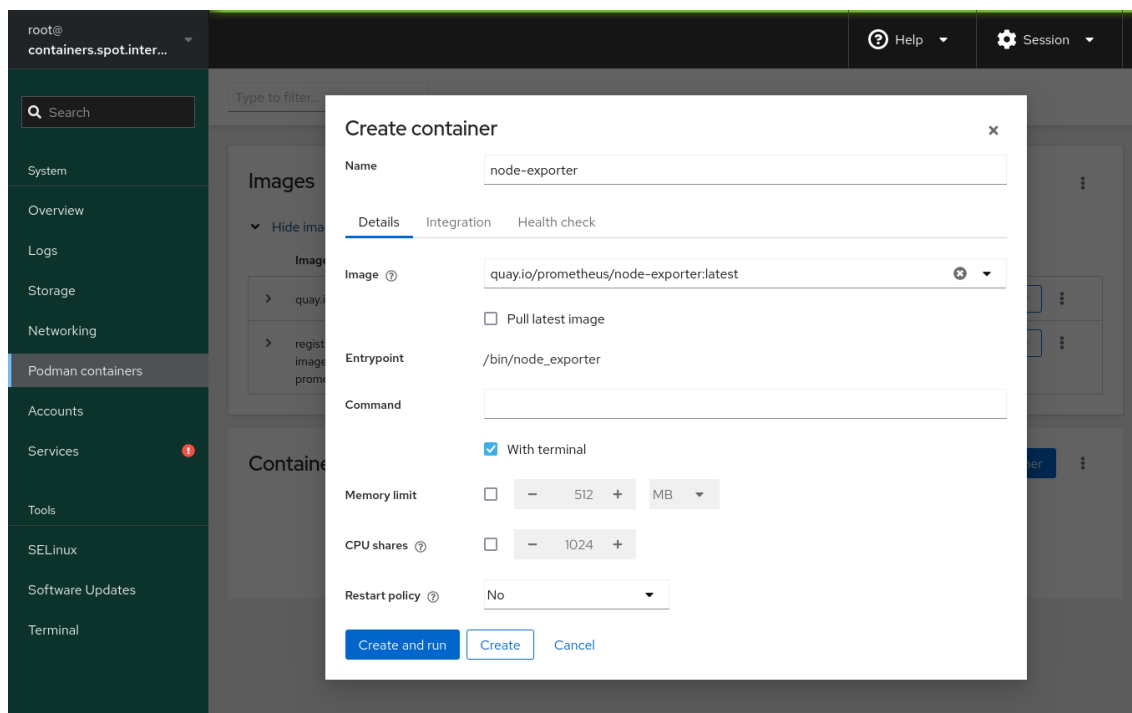 root@
containers.spot.inter...
Help
Session
Search
System
Overview
Logs
Storage
Networking
Podman containers
Accounts
Services
Tools
SELinux
Software Updates
Terminal
Type to filter...
Images
Hide ima
Image
quay.i
regist
image
prome
Containe
ner
Create container
Name
node-exporter
Details Integration Health check
Image
quay.io/prometheus/node-exporter:latest
Pull latest image
Entrypoint
/bin/node_exporter
Command
With terminal
Memory limit
512
MB
CPU shares
1024
Restart policy
No
Create and run Create Cancel